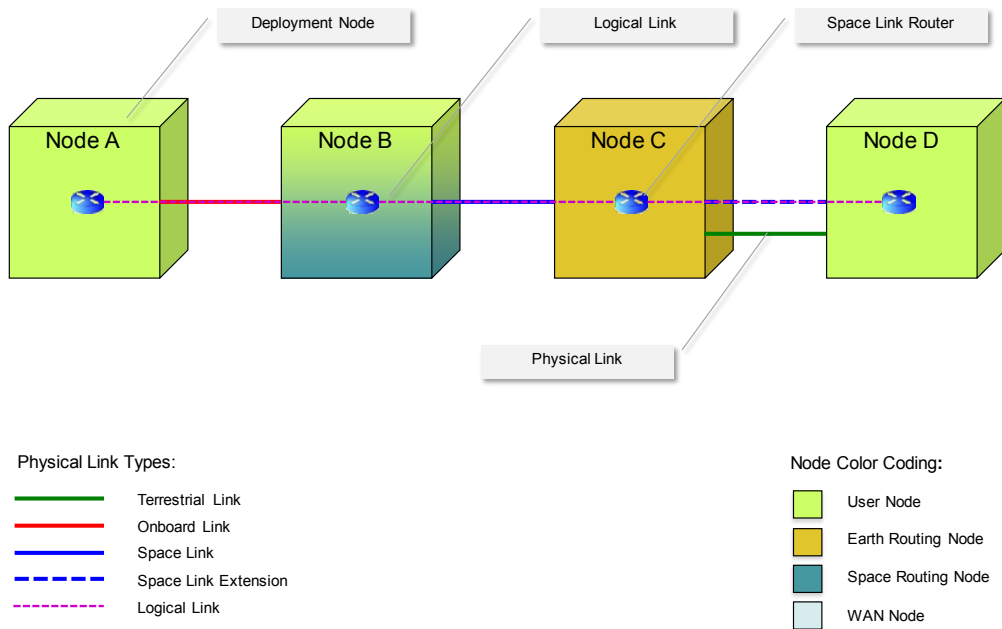 Deployment Node
Logical Link
Space Link Router
Node A
Node B
Node C
Node D
Physical Link
Physical Link Types:
Terrestrial Link
Onboard Link
Space Link
Space Link Extension
Logical Link
Node Color Coding:
User Node
Earth Routing Node
Space Routing Node
WAN Node